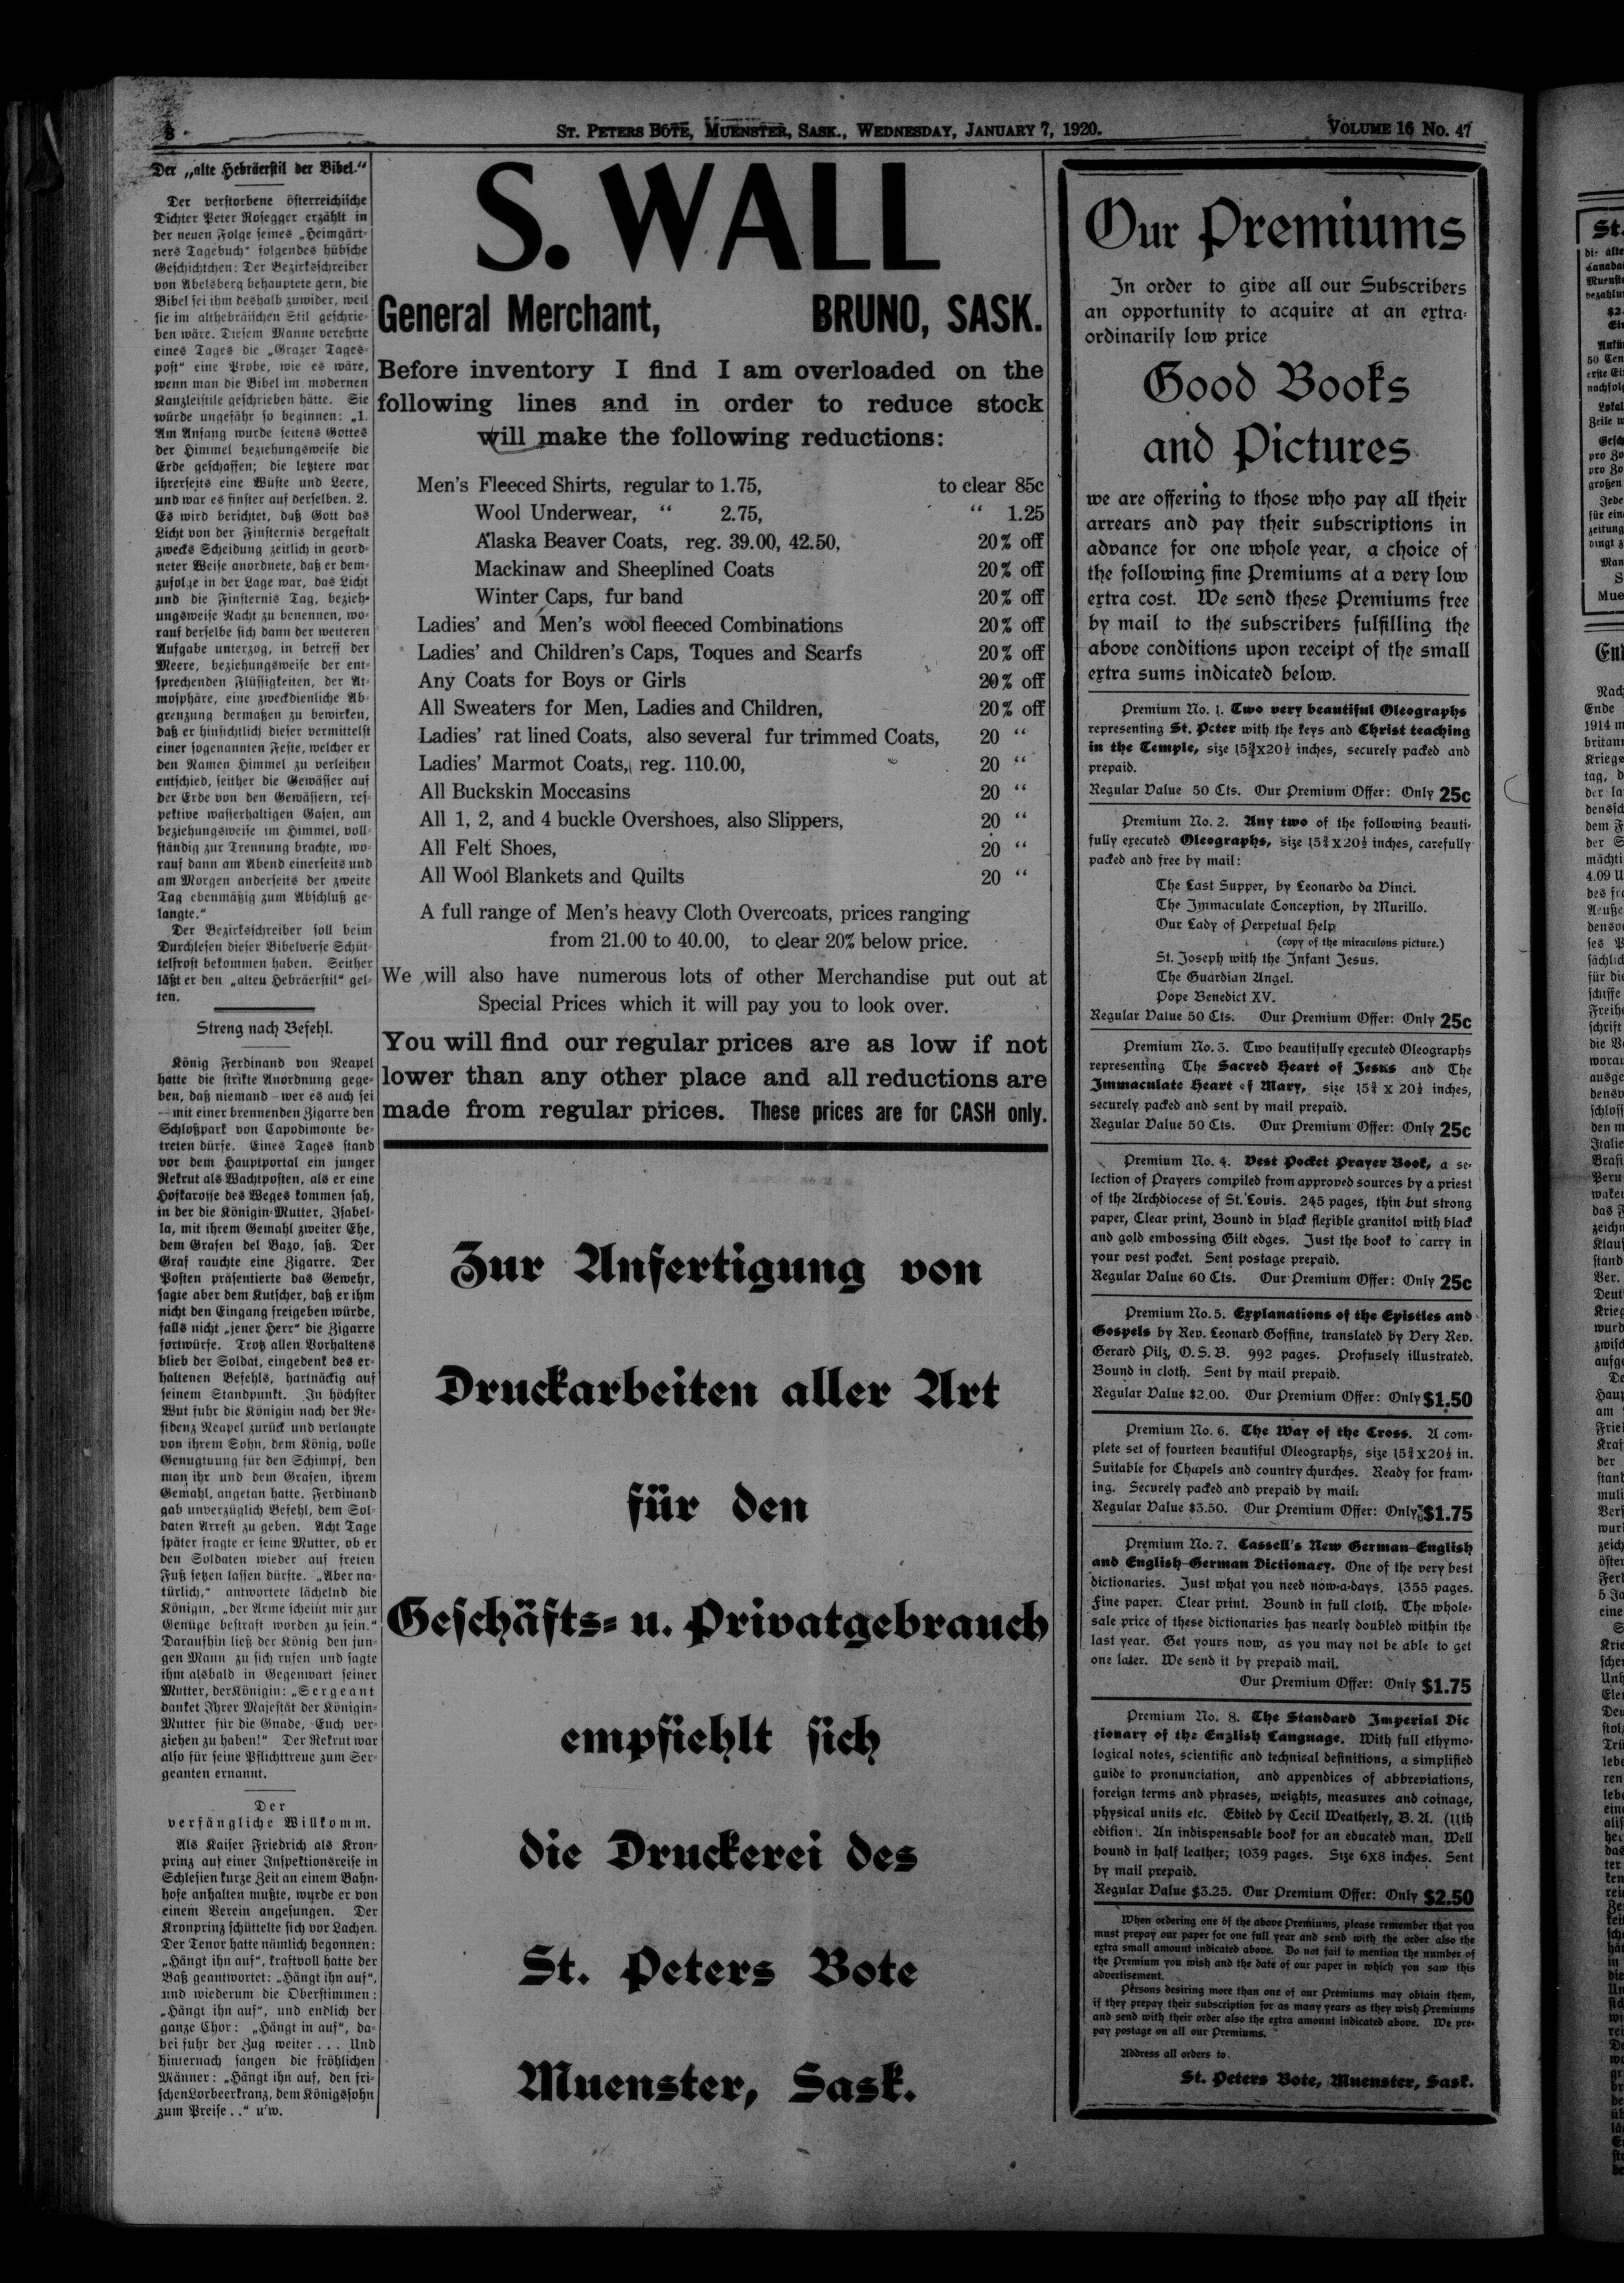 8
ST. PETERS BOTE, MUENSTER, SASK., WEDNESDAY, JANUARY 7, 1920.
VOLUME 16 No. 47
Der „alte Hebräerstil der Bibel.“
Der verstorbene österreichische
Dichter Peter Rosegger erzählt in
der neuen Folge seines „Heimgärt-
ners Tagebuch“ folgendes hübsche
Geschichtchen: Der Bezirksschreiber
von Abelsberg behauptete gern, die
Bibel sei ihm deshalb zuwider, weil
sie im althebräischen Stil geschrie-
ben wäre. Diesem Manne verehrte
eines Tages die „Grazer Tages-
post“ eine Probe, wie es wäre,
wenn man die Bibel im modernen
Kanzleistile geschrieben hätte. Sie
würde ungefähr so beginnen: „1.
Am Anfang wurde seitens Gottes
der Himmel beziehungsweise die
Erde geschaffen; die letztere war
ihrerseits eine Wüste und Leere,
und war es finster auf derselben. 2.
Es wird berichtet, daß Gott das
Licht von der Finsternis dergestalt
zwecks Scheidung zeitlich in geord-
neter Weise anordnete, daß er dem-
zufolge in der Lage war, das Licht
und die Finsternis Tag, bezieh-
ungsweise Nacht zu benennen, wo-
rauf derselbe sich dann der weiteren
Aufgabe unterzog, in betreff der
Meere, beziehungsweise der ent-
sprechenden Flüssigkeiten, der At-
mosphäre, eine zweckdienliche Ab-
grenzung dermaßen zu bewirken,
daß er hinsichtlich dieser vermittelst
einer sogenannten Feste, welcher er
den Namen Himmel zu verleihen
entschied, seither die Gewässer auf
der Erde von den Gewässern, res-
pektive wasserhaltigen Gasen, am
beziehungsweise im Himmel, voll-
ständig zur Trennung brachte, wo-
rauf dann am Abend einerseits und
am Morgen anderseits der zweite
Tag ebenmäßig zum Abschluß ge-
langte.“
Der Bezirksschreiber soll beim
Durchlesen dieser Bibelverse Schüt-
telfrost bekommen haben. Seither
läßt er den „alten Hebräerstil“ gel-
ten.
Streng nach Befehl.
König Ferdinand von Neapel
hatte die strikte Anordnung gege-
ben, daß niemand – wer es auch sei
– mit einer brennenden Zigarre den
Schloßpark von Capodimonte be-
treten dürfe. Eines Tages stand
vor dem Hauptportal ein junger
Rekrut als Wachtposten, als er eine
Hofkarosse des Weges kommen sah,
in der die Königin-Mutter, Isabel-
la, mit ihrem Gemahl zweiter Ehe,
dem Grafen del Bazo, saß. Der
Graf rauchte eine Zigarre. Der
Posten präsentierte das Gewehr,
sagte aber dem Kutscher, daß er ihm
nicht den Eingang freigeben würde,
falls nicht „jener Herr“ die Zigarre
fortwürfe. Trotz allen Vorhaltens
blieb der Soldat, eingedenk des er-
haltenen Befehls, hartnäckig auf
seinem Standpunkt. In höchster
Wut fuhr die Königin nach der Re-
sidenz Neapel zurück und verlangte
von ihrem Sohn, dem König, volle
Genugtuung für den Schimpf, den
man ihr und dem Grafen, ihrem
Gemahl, angetan hatte. Ferdinand
gab unverzüglich Befehl, dem Sol-
daten Arrest zu geben. Acht Tage
später fragte er seine Mutter, ob er
den Soldaten wieder auf freien
Fuß setzen lassen dürfte. „Aber na-
türlich,“ antwortete lächelnd die
Königin, „der Arme scheint mir zur
Genüge bestraft worden zu sein.“
Daraufhin ließ der König den jun-
gen Mann zu sich rufen und sagte
ihm alsbald in Gegenwart seiner
Mutter, der Königin: „Sergeant
danket Ihrer Majestät der Königin-
Mutter für die Gnade, Euch ver-
ziehen zu haben!“ Der Rekrut war
also für seine Pflichttreue zum Ser-
geanten ernannt.
Der
verfängliche Willkomm.
Als Kaiser Friedrich als Kron-
prinz auf einer Inspektionsreise in
Schlesien kurze Zeit an einem Bahn-
hofe anhalten mußte, wurde er von
einem Verein angesungen. Der
Kronprinz schüttelte sich vor Lachen.
Der Tenor hatte nämlich begonnen:
„Hängt ihn auf“, kraftvoll hatte der
Baß geantwortet: „Hängt ihn auf“,
und wiederum die Oberstimmen:
„Hängt ihn auf“, und endlich der
ganze Chor: „Hängt in auf“, da-
bei fuhr der Zug weiter ... Und
hinternach sangen die fröhlichen
Männer: „Hängt ihn auf, den fri-
schen Lorbeerkranz, dem Königssohn
zum Preise ..“ usw.
S. WALL
General Merchant, BRUNO, SASK.
Before inventory I find I am overloaded on the
following lines and in order to reduce stock
will make the following reductions:
Men's Fleeced Shirts, regular to 1.75, to clear 85c
Wool Underwear, “ 2.75, “ 1.25
Alaska Beaver Coats, reg. 39.00, 42.50, 20% off
Mackinaw and Sheeplined Coats 20% off
Winter Caps, fur band 20% off
Ladies' and Men's wool fleeced Combinations 20% off
Ladies' and Children's Caps, Toques and Scarfs 20% off
Any Coats for Boys or Girls 20% off
All Sweaters for Men, Ladies and Children, 20% off
Ladies' rat lined Coats, also several fur trimmed Coats, 20 “
Ladies' Marmot Coats, reg. 110.00, 20 “
All Buckskin Moccasins 20 “
All 1, 2, and 4 buckle Overshoes, also Slippers, 20 “
All Felt Shoes, 20 “
All Wool Blankets and Quilts 20 “
A full range of Men's heavy Cloth Overcoats, prices ranging
from 21.00 to 40.00, to clear 20% below price.
We will also have numerous lots of other Merchandise put out at
Special Prices which it will pay you to look over.
You will find our regular prices are as low if not
lower than any other place and all reductions are
made from regular prices. These prices are for CASH only.
Zur Anfertigung von
Druckarbeiten aller Art
für den
Geschäfts- u. Privatgebrauch
empfiehlt sich
die Druckerei des
St. Peters Bote
Muenster, Sask.
Our Premiums
In order to give all our Subscribers
an opportunity to acquire at an extra-
ordinarily low price
Good Books
and Pictures
we are offering to those who pay all their
arrears and pay their subscriptions in
advance for one whole year, a choice of
the following fine Premiums at a very low
extra cost. We send these Premiums free
by mail to the subscribers fulfilling the
above conditions upon receipt of the small
extra sums indicated below.
Premium No. 1. Two very beautiful Oleographs
representing St. Peter with the keys and Christ teaching
in the Temple, size 15¾x20½ inches, securely packed and
prepaid.
Regular Value 50 Cts. Our Premium Offer: Only 25c
Premium No. 2. Any two of the following beauti-
fully executed Oleographs, size 15¾x20½ inches, carefully
packed and free by mail:
The Last Supper, by Leonardo da Vinci.
The Immaculate Conception, by Murillo.
Our Lady of Perpetual Help
(copy of the miraculous picture.)
St. Joseph with the Infant Jesus.
The Guardian Angel.
Pope Benedict XV.
Regular Value 50 Cts. Our Premium Offer: Only 25c
Premium No. 3. Two beautifully executed Oleographs
representing The Sacred Heart of Jesus and The
Immaculate Heart of Mary, size 15¾ x 20½ inches,
securely packed and sent by mail prepaid.
Regular Value 50 Cts. Our Premium Offer: Only 25c
Premium No. 4. Vest Pocket Prayer Book, a se-
lection of Prayers compiled from approved sources by a priest
of the Archdiocese of St. Louis. 245 pages, thin but strong
paper, Clear print, Bound in black flexible granitol with black
and gold embossing Gilt edges. Just the book to carry in
your vest pocket. Sent postage prepaid.
Regular Value 60 Cts. Our Premium Offer: Only 25c
Premium No. 5. Explanations of the Epistles and
Gospels by Rev. Leonard Goffine, translated by Very Rev.
Gerard Pilz, O.S.B. 992 pages. Profusely illustrated.
Bound in cloth. Sent by mail prepaid.
Regular Value $2.00. Our Premium Offer: Only $1.50
Premium No. 6. The Way of the Cross. A com-
plete set of fourteen beautiful Oleographs, size 15¾x20½ in.
Suitable for Chapels and country churches. Ready for fram-
ing. Securely packed and prepaid by mail:
Regular Value $3.50. Our Premium Offer: Only $1.75
Premium No. 7. Cassell's New German-English
and English-German Dictionary. One of the very best
dictionaries. Just what you need now-a-days. 1355 pages.
Fine paper. Clear print. Bound in full cloth. The whole-
sale price of these dictionaries has nearly doubled within the
last year. Get yours now, as you may not be able to get
one later. We send it by prepaid mail.
Our Premium Offer: Only $1.75
Premium No. 8. The Standard Imperial Dic
tionary of the English Language. With full ethymo-
logical notes, scientific and technisal definitions, a simplified
guide to pronunciation, and appendices of abbreviations,
foreign terms and phrases, weights, measures and coinage,
physical units etc. Edited by Cecil Weatherly, B. A. (11th
edition). An indispensable book for an educated man. Well
bound in half leather; 1039 pages. Size 6x8 inches. Sent
by mail prepaid.
Regular Value $3.25. Our Premium Offer: Only $2.50
When ordering one of the above Premiums, please remember that you
must prepay our paper for one full year and send with the order also the
extra small amount indicated above. Do not fail to mention the number of
the Premium you wish and the date of our paper in which you saw this
advertisement.
Persons desiring more than one of our Premiums may obtain them,
if they prepay their subscription for as many years as they wish Premiums
and send with their order also the extra amount indicated above. We pre-
pay postage on all our Premiums.
Address all orders to
St. Peters Bote, Muenster, Sask.